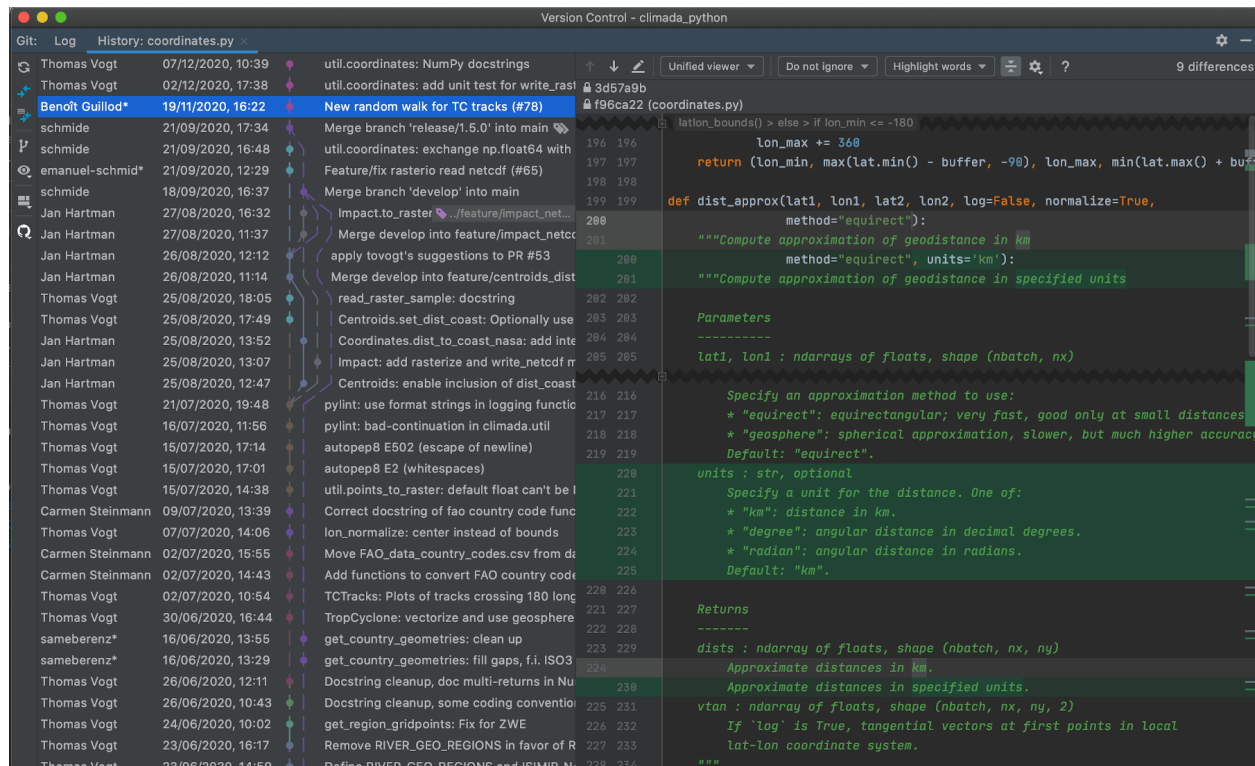 Version Control - climada_python
Git: Log History: coordinates.py ×
Thomas Vogt 07/12/2020, 10:39 util.coordinates: NumPy docstrings
Thomas Vogt 02/12/2020, 17:38 util.coordinates: add unit test for write_rast
Benoît Guillod* 19/11/2020, 16:22 New random walk for TC tracks (#78)
schmide 21/09/2020, 17:34 Merge branch 'release/1.5.0' into main
schmide 21/09/2020, 16:48 util.coordinates: exchange np.float64 with
emanuel-schmid* 21/09/2020, 12:29 Feature/fix rasterio read netcdf (#65)
schmide 18/09/2020, 16:37 Merge branch 'develop' into main
Jan Hartman 27/08/2020, 16:32 Impact.to_raster ../feature/impact_net...
Jan Hartman 27/08/2020, 11:37 Merge develop into feature/impact_netc
Jan Hartman 26/08/2020, 12:12 apply tovogt's suggestions to PR #53
Jan Hartman 26/08/2020, 11:14 Merge develop into feature/centroids_dist
Thomas Vogt 25/08/2020, 18:05 read_raster_sample: docstring
Thomas Vogt 25/08/2020, 17:49 Centroids.set_dist_coast: Optionally use
Jan Hartman 25/08/2020, 13:52 Coordinates.dist_to_coast_nasa: add inte
Jan Hartman 25/08/2020, 13:07 Impact: add rasterize and write_netcdf m
Jan Hartman 25/08/2020, 12:47 Centroids: enable inclusion of dist_coast
Thomas Vogt 21/07/2020, 19:48 pylint: use format strings in logging functio
Thomas Vogt 16/07/2020, 11:56 pylint: bad-continuation in climada.util
Thomas Vogt 15/07/2020, 17:14 autopep8 E502 (escape of newline)
Thomas Vogt 15/07/2020, 17:01 autopep8 E2 (whitespaces)
Thomas Vogt 15/07/2020, 14:38 util.points_to_raster: default float can't be
Carmen Steinmann 09/07/2020, 13:39 Correct docstring of fao country code func
Thomas Vogt 07/07/2020, 14:06 lon_normalize: center instead of bounds
Carmen Steinmann 02/07/2020, 15:55 Move FAO_data_country_codes.csv from da
Carmen Steinmann 02/07/2020, 14:43 Add functions to convert FAO country code
Thomas Vogt 02/07/2020, 10:54 TCTracks: Plots of tracks crossing 180 long
Thomas Vogt 30/06/2020, 16:44 TropCyclone: vectorize and use geosphere
sameberenz* 16/06/2020, 13:55 get_country_geometries: clean up
sameberenz* 16/06/2020, 13:29 get_country_geometries: fill gaps, f.i. ISO3
Thomas Vogt 26/06/2020, 12:11 Docstring cleanup, doc multi-returns in Nu
Thomas Vogt 26/06/2020, 10:43 Docstring cleanup, some coding conventio
Thomas Vogt 24/06/2020, 10:02 get_region_gridpoints: Fix for ZWE
Thomas Vogt 23/06/2020, 16:17 Remove RIVER_GEO_REGIONS in favor of R
Unified viewer Do not ignore Highlight words ? 9 differences
3d57a9b
f96ca22 (coordinates.py)
latlon_bounds() > else > if lon_min <= -180
196 196 lon_max += 360
197 197 return (lon_min, max(lat.min() - buffer, -90), lon_max, min(lat.max() + buff
198 198
199 199 def dist_approx(lat1, lon1, lat2, lon2, log=False, normalize=True,
200 method="equirect"):
201 """Compute approximation of geodistance in km
200 method="equirect", units='km'):
201 """Compute approximation of geodistance in specified units
202 202
203 203 Parameters
204 204 ----------
205 205 lat1, lon1 : ndarrays of floats, shape (nbatch, nx)
216 216 Specify an approximation method to use:
217 217 * "equirect": equirectangular; very fast, good only at small distances
218 218 * "geosphere": spherical approximation, slower, but much higher accuracy
219 219 Default: "equirect".
220 units : str, optional
221 Specify a unit for the distance. One of:
222 * "km": distance in km.
223 * "degree": angular distance in decimal degrees.
224 * "radian": angular distance in radians.
225 Default: "km".
220 226
221 227 Returns
222 228 -------
223 229 dists : ndarray of floats, shape (nbatch, nx, ny)
224 Approximate distances in km.
230 Approximate distances in specified units.
225 231 vtan : ndarray of floats, shape (nbatch, nx, ny, 2)
226 232 If `log` is True, tangential vectors at first points in local
227 233 lat-lon coordinate system.
228 234 """